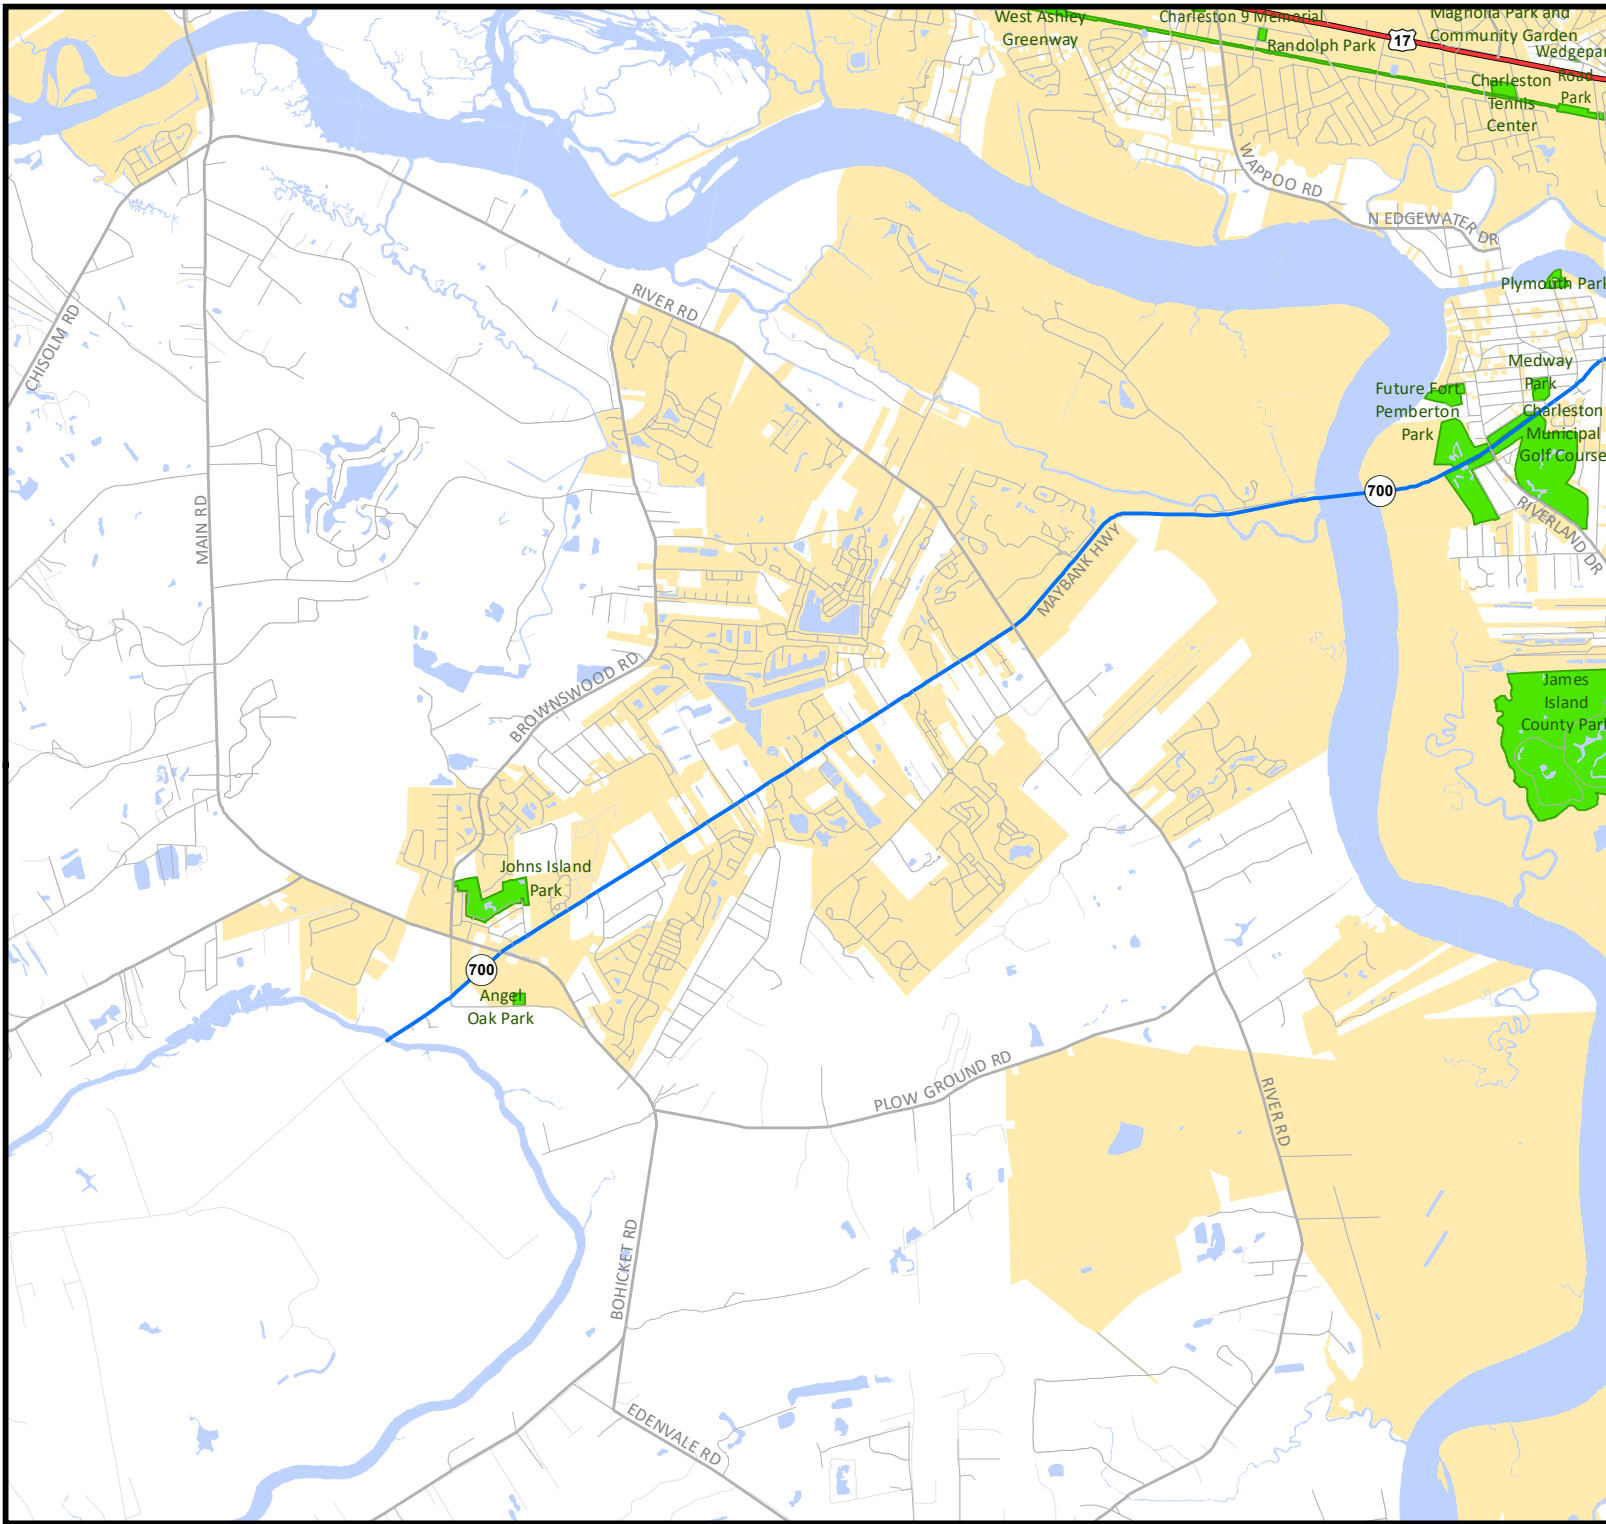 West Ashley
Greenway
Charleston 9 Memorial
Randolph Park
17
Magnolia Park and
Community Garden
Charleston
Tennis
Center
Road
Park
WAPPOO RD
N EDGEWATER DR
Plymouth Park
RIVER RD
CHISOLM RD
Medway
Park
Future Fort
Pemberton
Park
Charleston
Municipal
Golf Course
700
MAIN RD
RIVERLAND DR
MAYBANK HWY
BROWNSWOOD RD
James
Island
County Park
Johns Island
Park
700
Angel
Oak Park
PLOW GROUND RD
RIVER RD
BOHICKET RD
EDENVALE RD